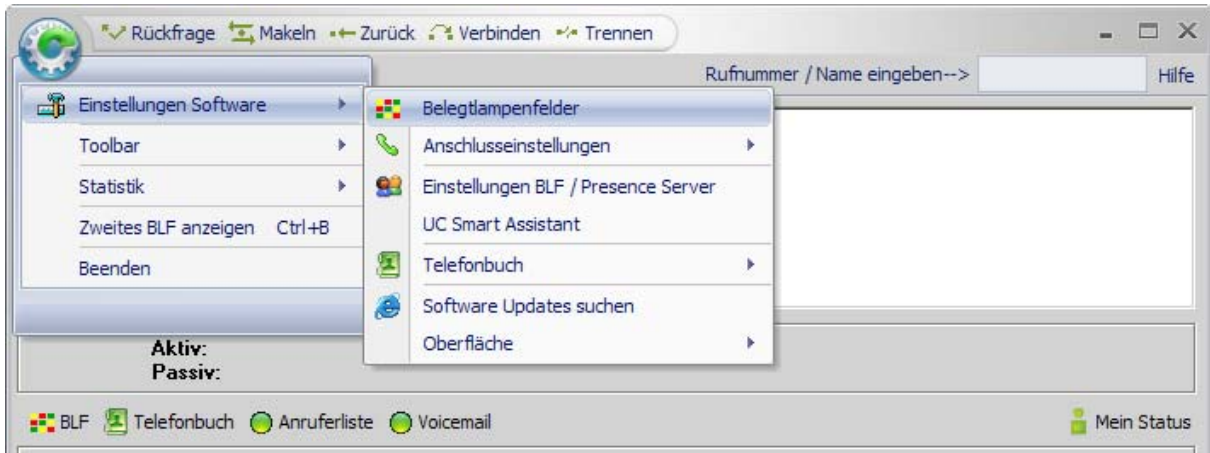 Rückfrage Makeln Zurück Verbinden Trennen
Rufnummer / Name eingeben--> Hilfe
Einstellungen Software
Toolbar
Statistik
Zweites BLF anzeigen Ctrl+B
Beenden
Belegtlampenfelder
Anschlusseinstellungen
Einstellungen BLF / Presence Server
UC Smart Assistant
Telefonbuch
Software Updates suchen
Oberfläche
Aktiv:
Passiv:
BLF Telefonbuch Anruferliste Voicemail Mein Status